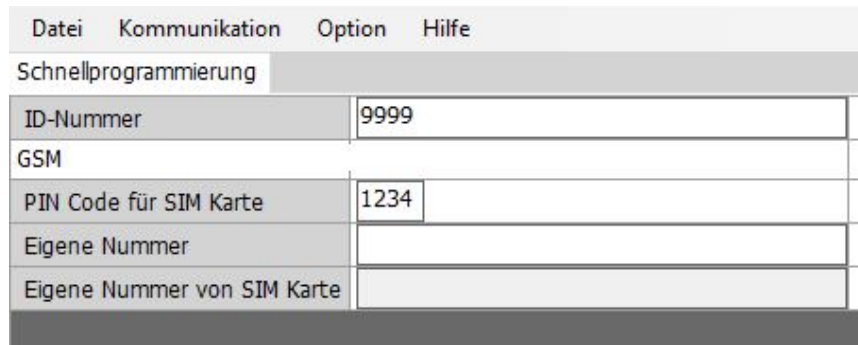 Datei Kommunikation Option Hilfe
Schnellprogrammierung
ID-Nummer 9999
GSM
PIN Code für SIM Karte 1234
Eigene Nummer
Eigene Nummer von SIM Karte